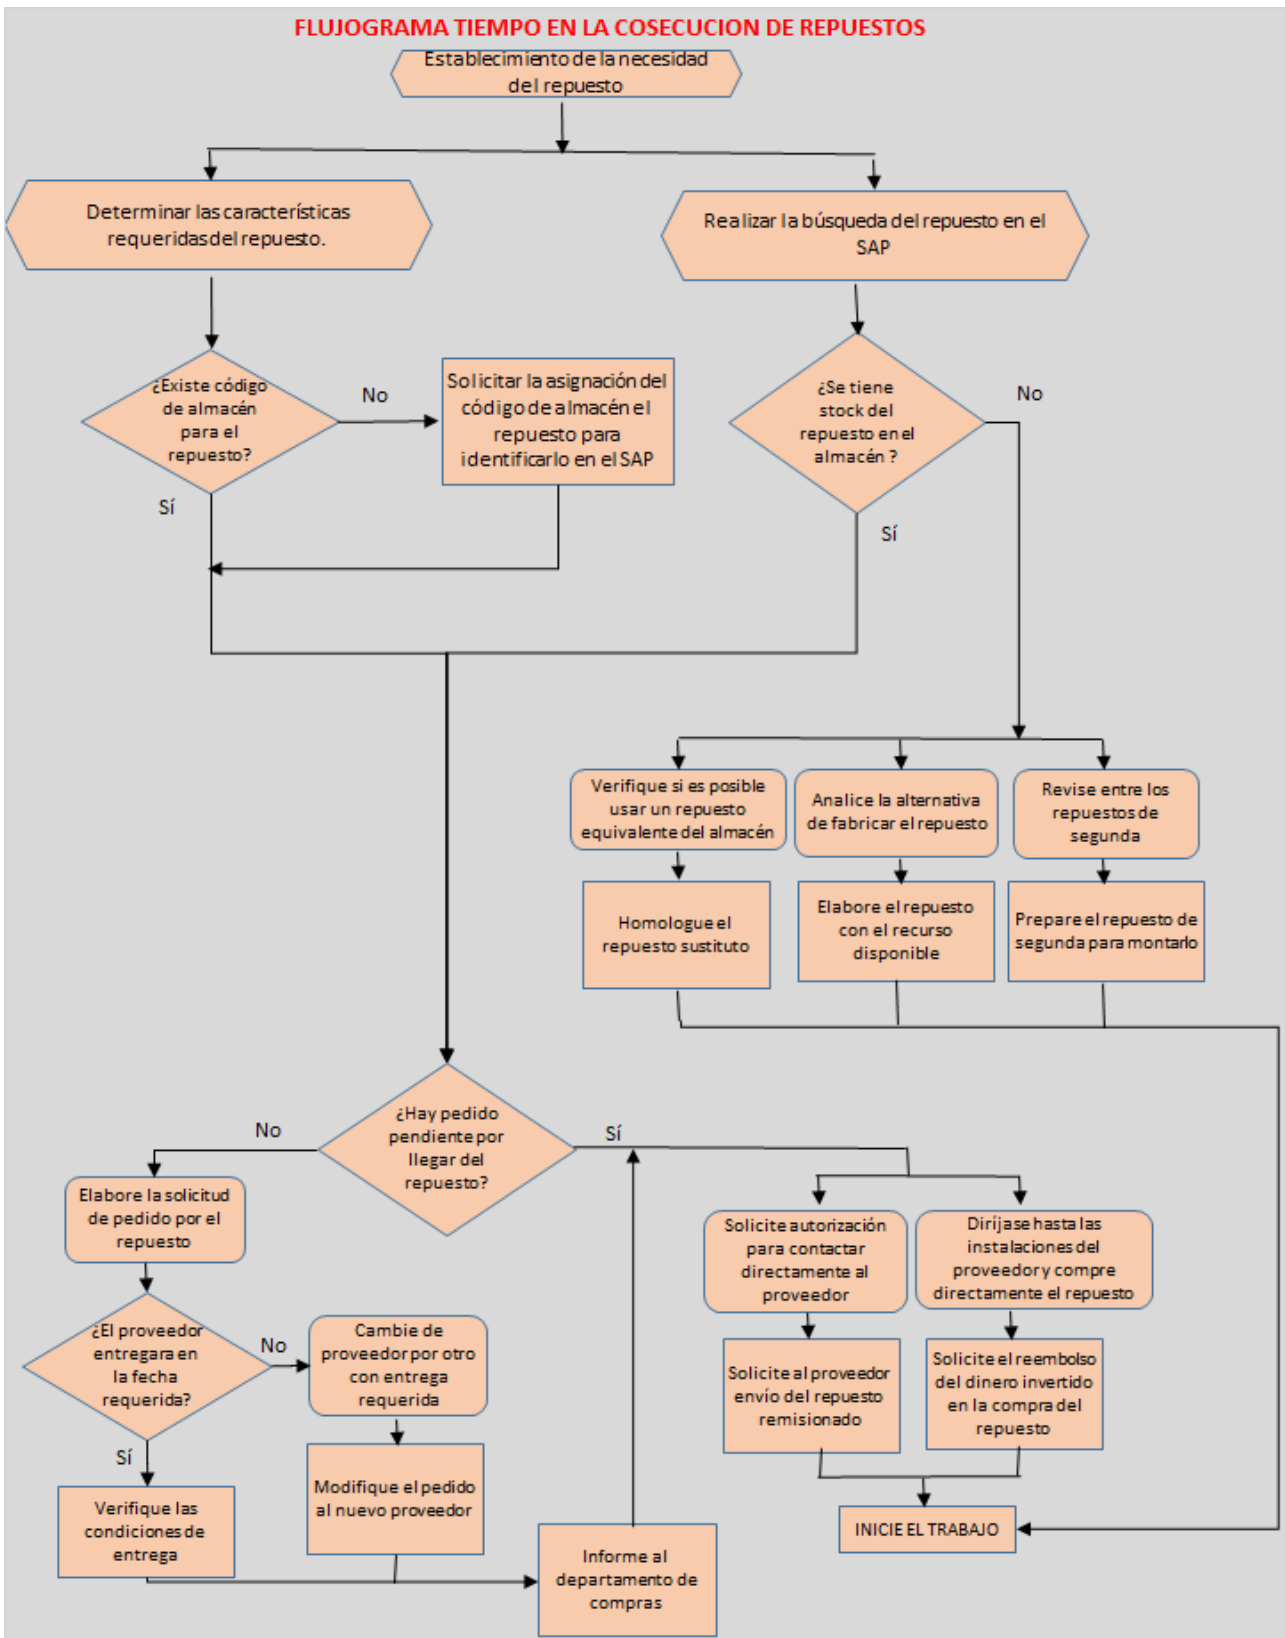 FLUJOGRAMA TIEMPO EN LA COSECUCION DE REPUESTOS
Establecimiento de la necesidad
del repuesto
Determinar las características
requeridas del repuesto.
Realizar la búsqueda del repuesto en el
SAP
¿Existe código
de almacén
para el
repuesto?
No
Solicitar la asignación del
código de almacén el
repuesto para
identificarlo en el SAP
Sí
¿Se tiene
stock del
repuesto en el
almacén ?
No
Sí
Verifique si es posible
usar un repuesto
equivalente del almacén
Analice la alternativa
de fabricar el repuesto
Revise entre los
repuestos de
segunda
Homologue el
repuesto sustituto
Elabore el repuesto
con el recurso
disponible
Prepare el repuesto de
segunda para montarlo
¿Hay pedido
pendiente por
llegar del
repuesto?
No
Sí
Elabore la solicitud
de pedido por el
repuesto
Solicite autorización
para contactar
directamente al
proveedor
Diríjase hasta las
instalaciones del
proveedor y compre
directamente el repuesto
¿El proveedor
entregara en
la fecha
requerida?
No
Cambie de
proveedor por otro
con entrega
requerida
Sí
Solicite al proveedor
envío del repuesto
remisionado
Solicite el reembolso
del dinero invertido
en la compra del
repuesto
Verifique las
condiciones de
entrega
Modifique el pedido
al nuevo proveedor
Informe al
departamento de
compras
INICIE EL TRABAJO